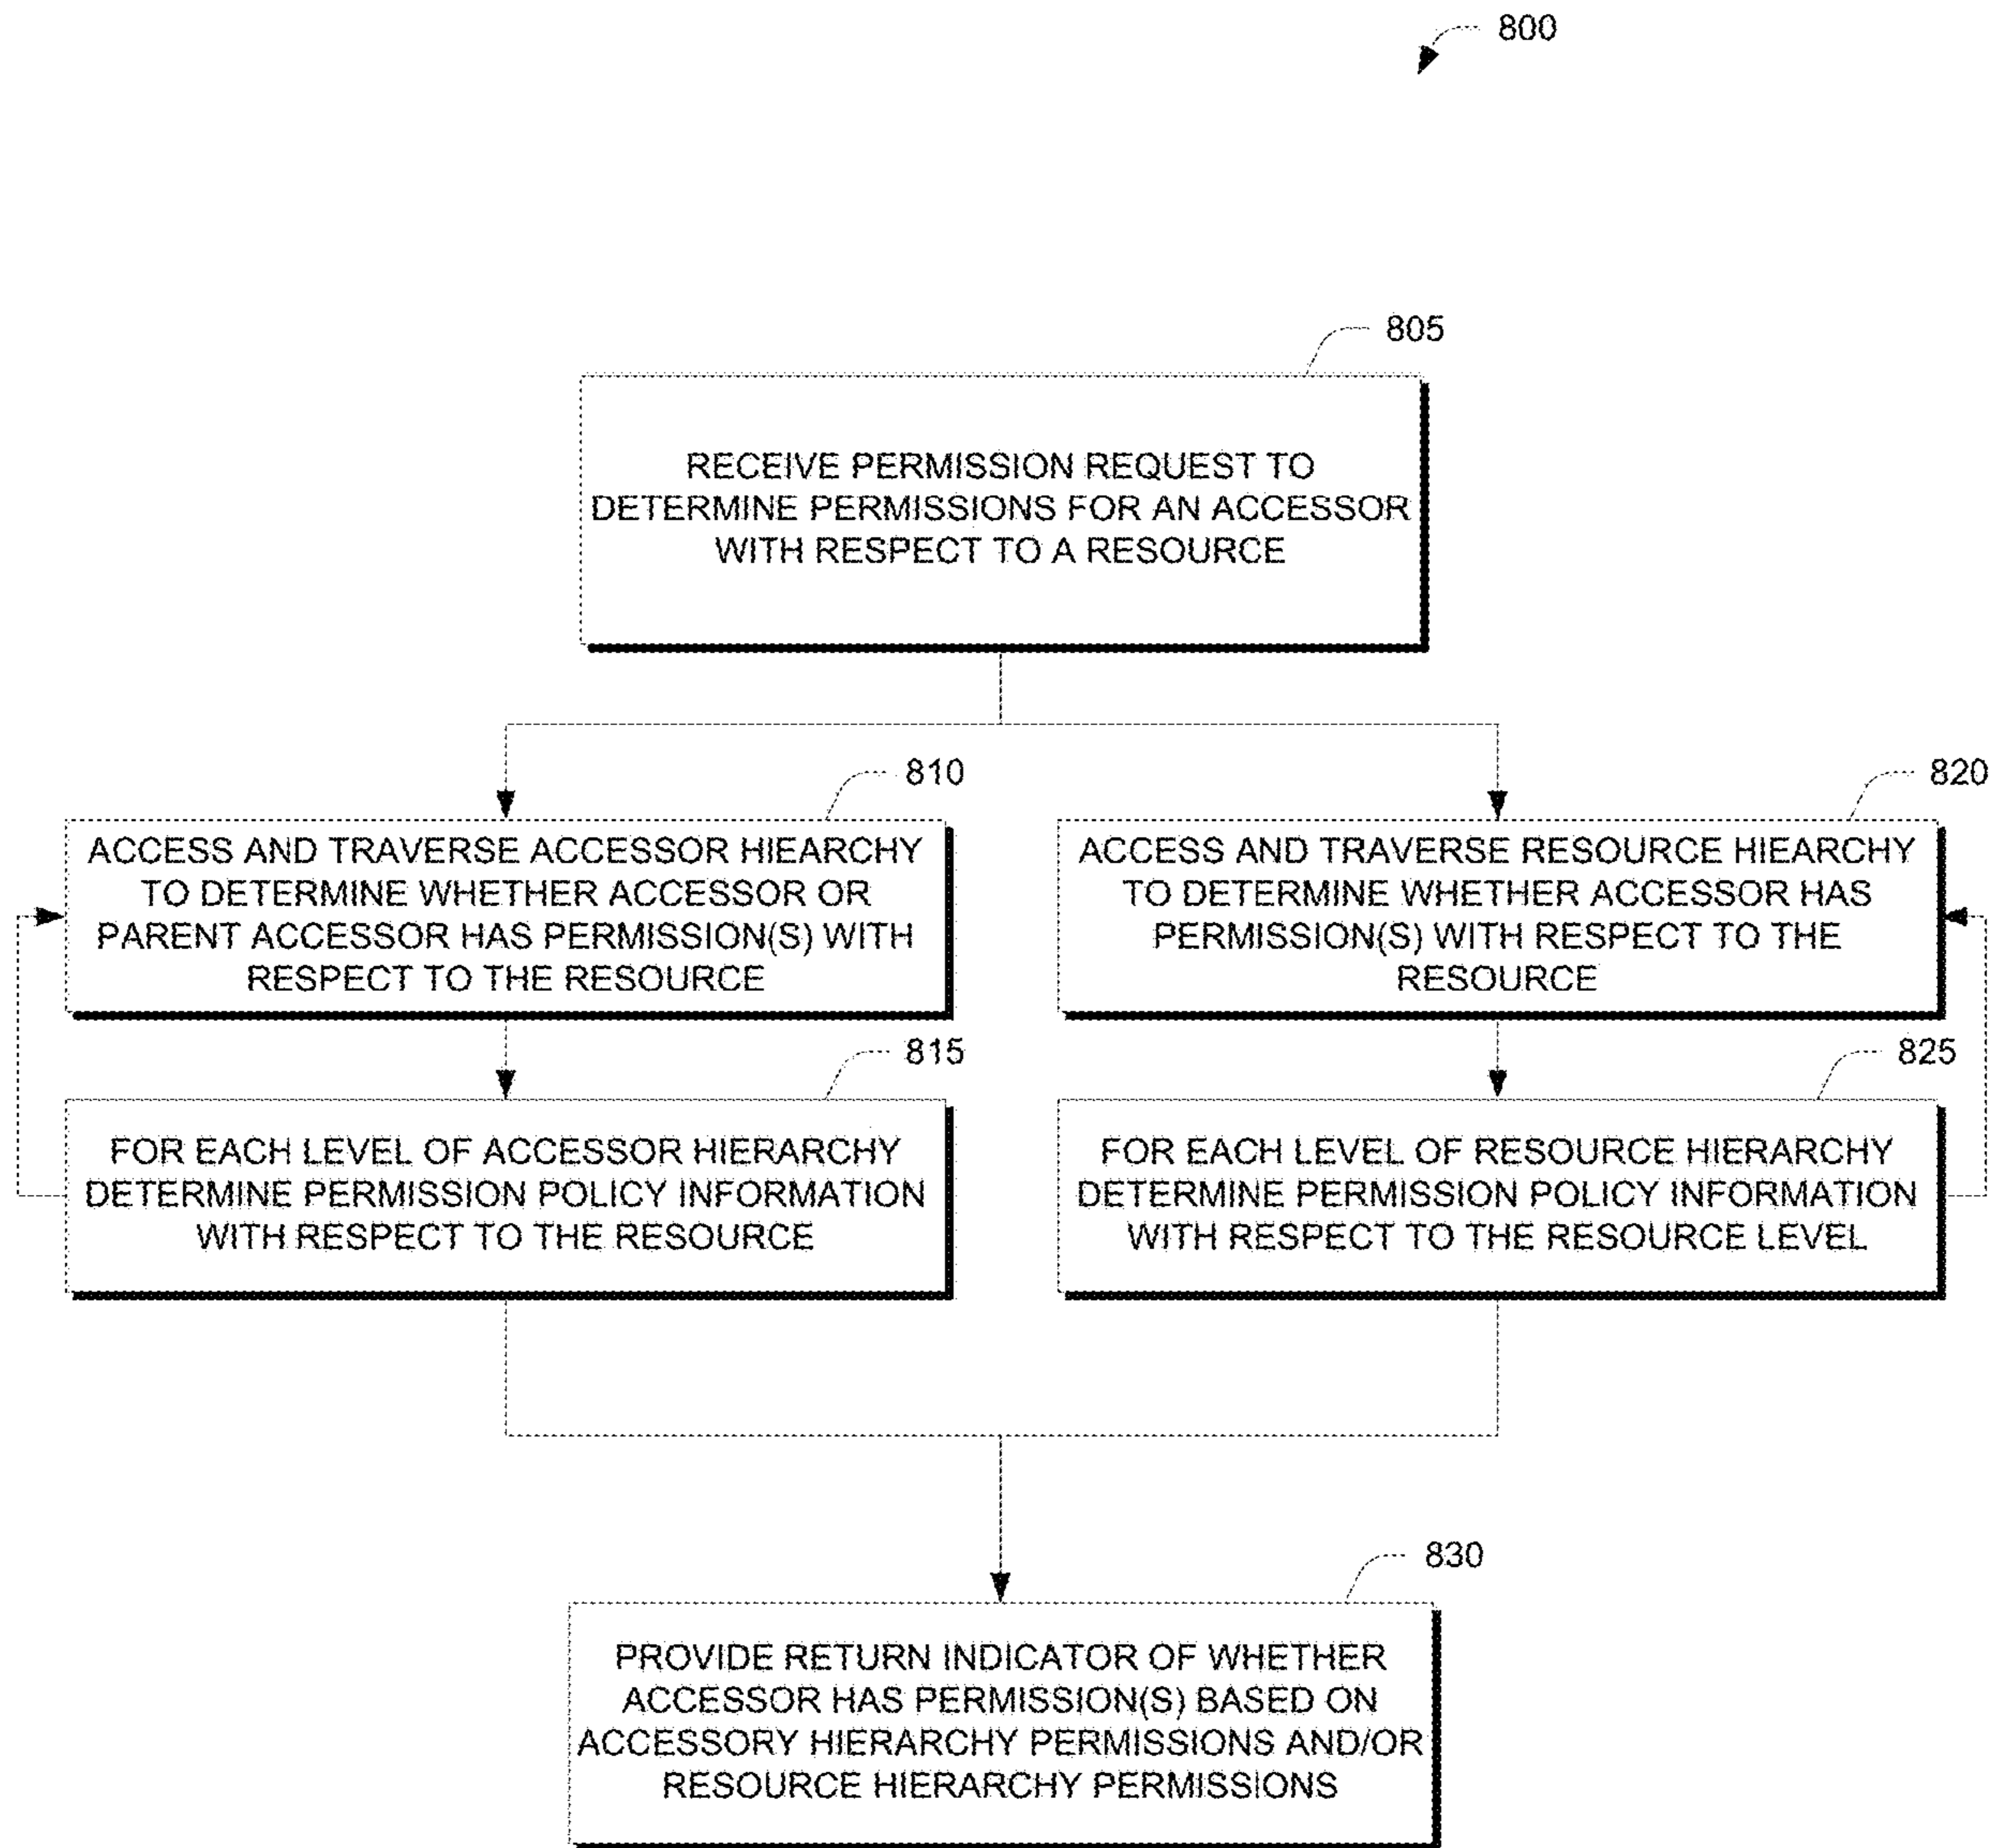 800
805
RECEIVE PERMISSION REQUEST TO
DETERMINE PERMISSIONS FOR AN ACCESSOR
WITH RESPECT TO A RESOURCE
810
ACCESS AND TRAVERSE ACCESSOR HIEARCHY
TO DETERMINE WHETHER ACCESSOR OR
PARENT ACCESSOR HAS PERMISSION(S) WITH
RESPECT TO THE RESOURCE
820
ACCESS AND TRAVERSE RESOURCE HIEARCHY
TO DETERMINE WHETHER ACCESSOR HAS
PERMISSION(S) WITH RESPECT TO THE
RESOURCE
815
FOR EACH LEVEL OF ACCESSOR HIERARCHY
DETERMINE PERMISSION POLICY INFORMATION
WITH RESPECT TO THE RESOURCE
825
FOR EACH LEVEL OF RESOURCE HIERARCHY
DETERMINE PERMISSION POLICY INFORMATION
WITH RESPECT TO THE RESOURCE LEVEL
830
PROVIDE RETURN INDICATOR OF WHETHER
ACCESSOR HAS PERMISSION(S) BASED ON
ACCESSORY HIERARCHY PERMISSIONS AND/OR
RESOURCE HIERARCHY PERMISSIONS